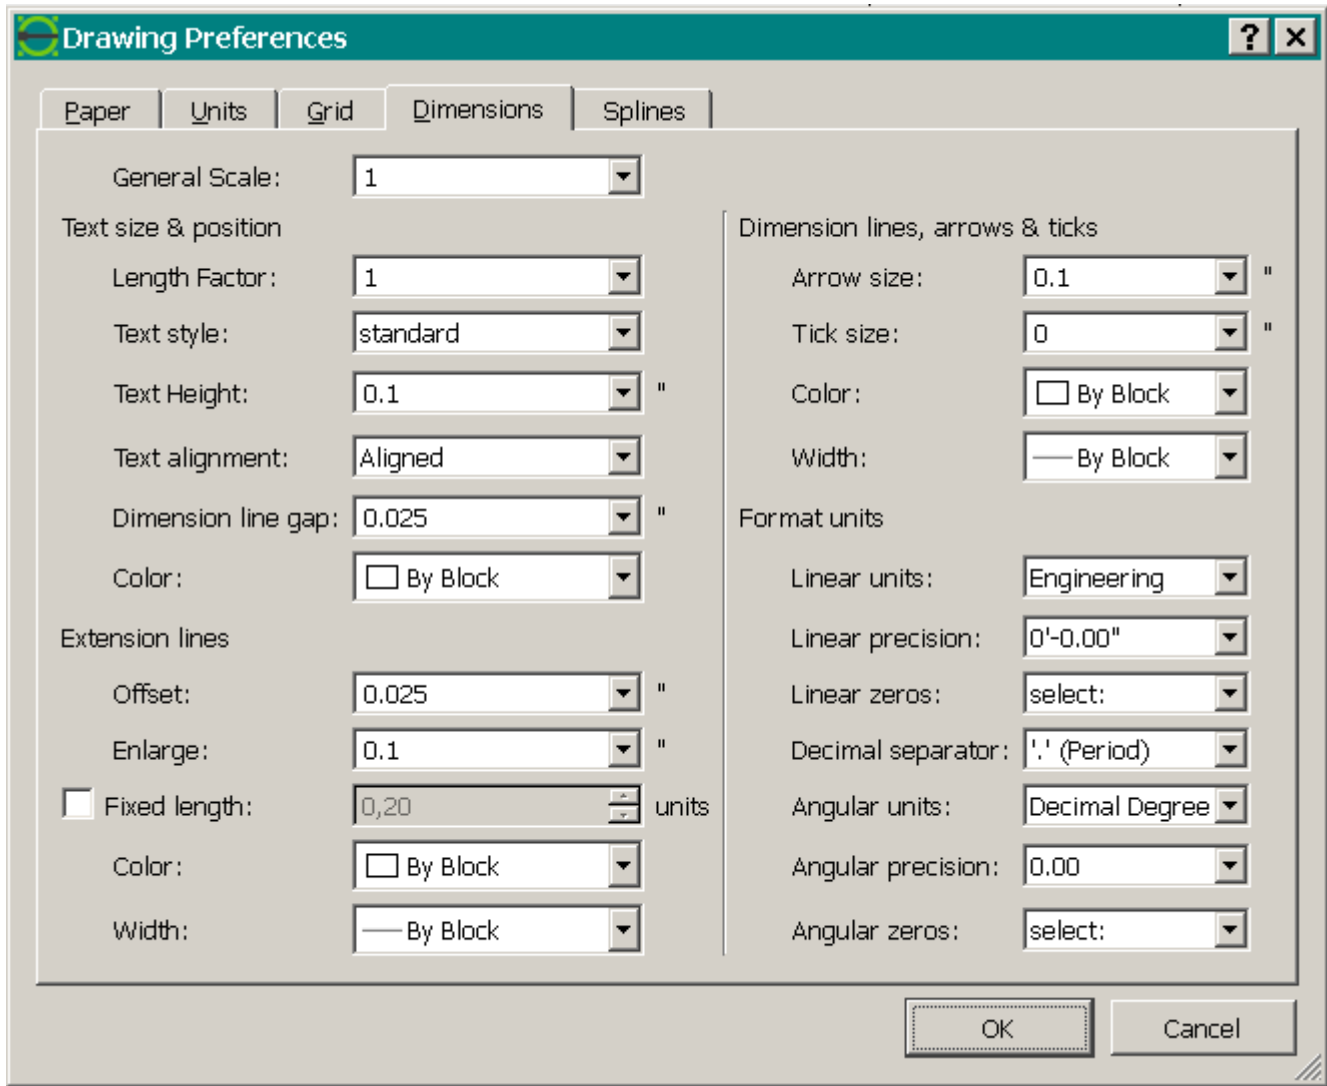 Drawing Preferences
Paper Units Grid Dimensions Splines
General Scale: 1
Text size & position
Length Factor: 1
Text style: standard
Text Height: 0.1 "
Text alignment: Aligned
Dimension line gap: 0.025 "
Color: By Block
Extension lines
Offset: 0.025 "
Enlarge: 0.1 "
Fixed length: 0,20 units
Color: By Block
Width: By Block
Dimension lines, arrows & ticks
Arrow size: 0.1 "
Tick size: 0 "
Color: By Block
Width: By Block
Format units
Linear units: Engineering
Linear precision: 0'-0.00"
Linear zeros: select:
Decimal separator: '.' (Period)
Angular units: Decimal Degree
Angular precision: 0.00
Angular zeros: select:
OK Cancel